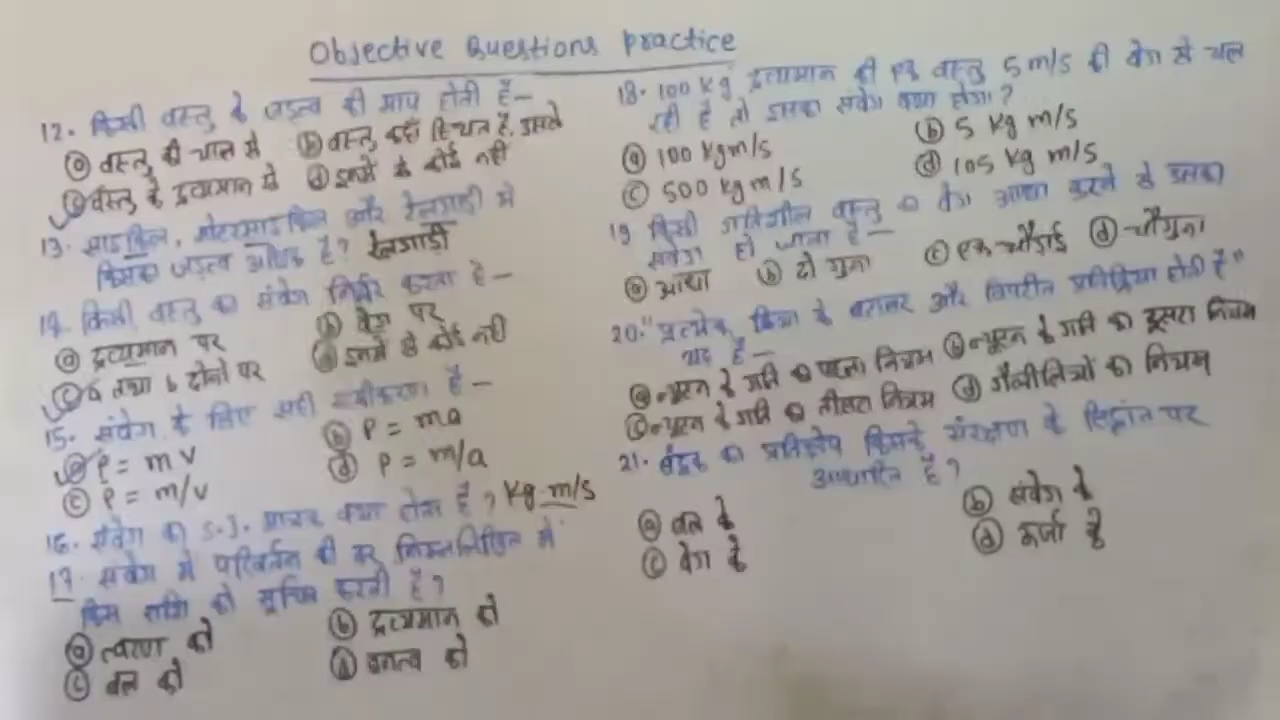 Objective Questions Practice
12. किसी वस्तु के जड़त्व की माप होती है —
ⓐ वस्तु की चाल से ⓑ वस्तु कहाँ स्थित है, उससे
ⓒ वस्तु के द्रव्यमान से ⓓ इनमें से कोई नहीं
13. साइकिल, मोटरसाइकिल और रेलगाड़ी में
किसका जड़त्व अधिक है? रेलगाड़ी
14. किसी वस्तु का संवेग निर्भर करता है —
ⓐ द्रव्यमान पर ⓑ वेग पर
ⓒ a तथा b दोनों पर ⓓ इनमें से कोई नहीं
15. संवेग के लिए सही समीकरण है —
ⓐ P = mv ⓑ P = ma
ⓒ P = m/v ⓓ P = m/a
16. संवेग का S.I. मात्रक क्या होता है? Kg-m/s
17. संवेग में परिवर्तन की दर निम्नलिखित में
किस राशि को सूचित करती है?
ⓐ त्वरण को ⓑ द्रव्यमान को
ⓒ बल को ⓓ घनत्व को
18. 100 kg द्रव्यमान की एक वस्तु 5 m/s की वेग से चल
रही है तो उसका संवेग क्या होगा?
ⓐ 100 Kgm/s ⓑ 5 Kg m/s
ⓒ 500 kg m/s ⓓ 105 Kg m/s
19 किसी गतिशील वस्तु का वेग आधा करने से उसका
संवेग हो जाता है —
ⓐ आधा ⓑ दो गुना ⓒ एक-चौथाई ⓓ चौगुना
20. "प्रत्येक क्रिया के बराबर और विपरीत प्रतिक्रिया होती है"
यह है —
ⓐ न्यूटन के गति का पहला नियम ⓑ न्यूटन के गति का दूसरा नियम
ⓒ न्यूटन के गति का तीसरा नियम ⓓ गैलीलियो का नियम
21. बंदूक का प्रतिक्षेप किसके संरक्षण के सिद्धांत पर
आधारित है?
ⓐ बल के ⓑ संवेग के
ⓒ वेग के ⓓ ऊर्जा के